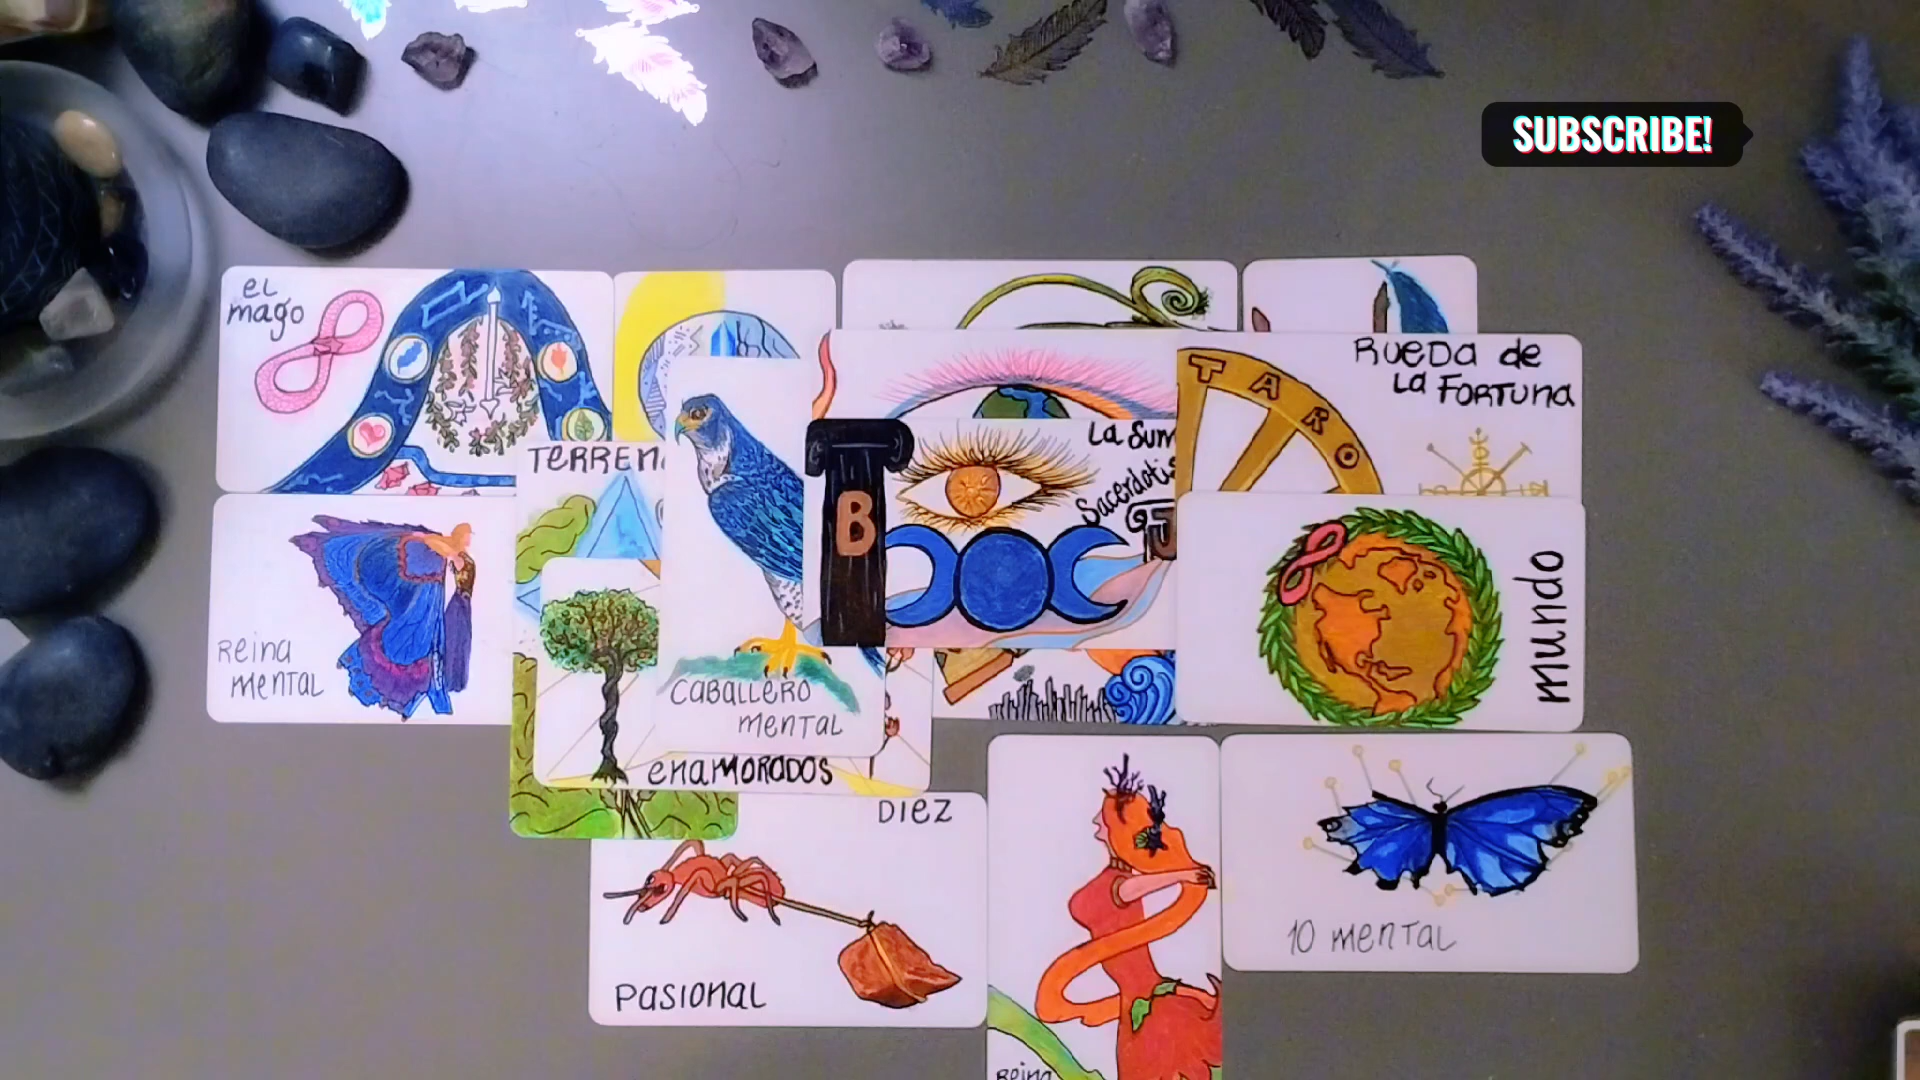 SUBSCRIBE!
el
mago
RUEDA de
LA FORTUNA
TARO
La Sum
Sacerdotis
TERREN
B
J
mundo
Reina
mental
CABALLERO
mental
enamorados
Diez
Pasional
10 mental
Reina